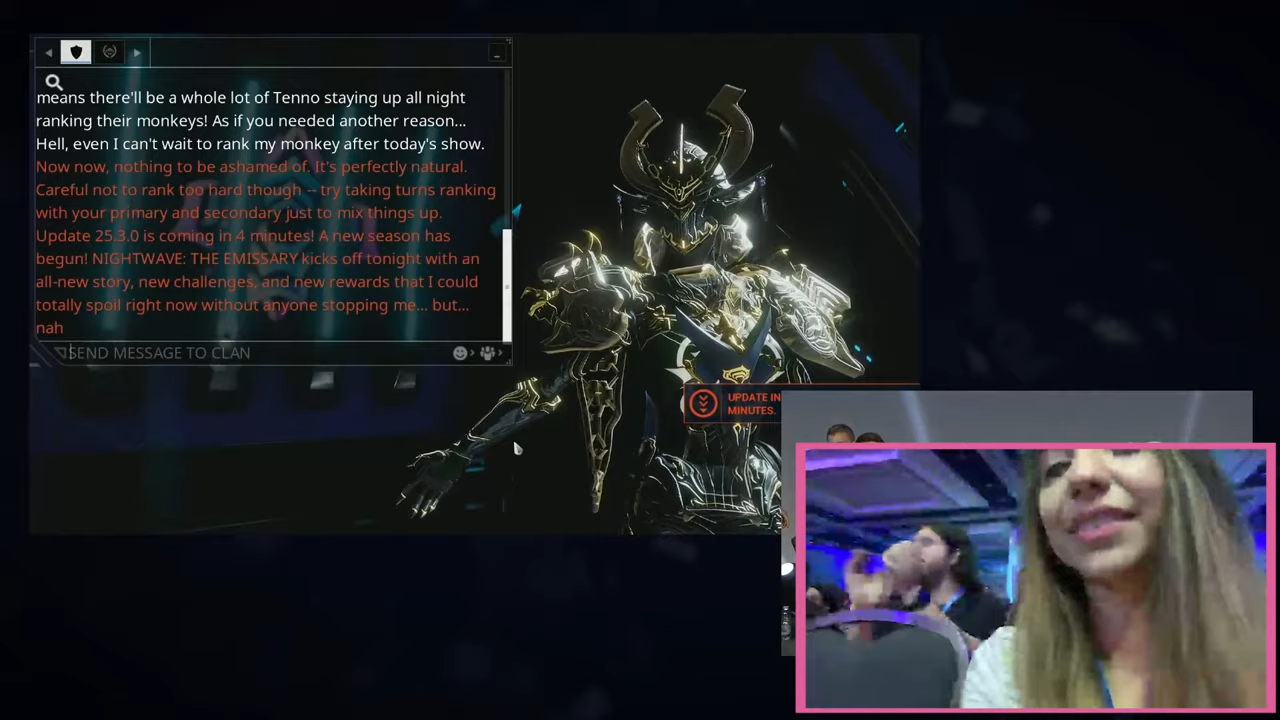 means there'll be a whole lot of Tenno staying up all night
ranking their monkeys! As if you needed another reason...
Hell, even I can't wait to rank my monkey after today's show.
Now now, nothing to be ashamed of. It's perfectly natural.
Careful not to rank too hard though -- try taking turns ranking
with your primary and secondary just to mix things up.
Update 25.3.0 is coming in 4 minutes! A new season has
begun! NIGHTWAVE: THE EMISSARY kicks off tonight with an
all-new story, new challenges, and new rewards that I could
totally spoil right now without anyone stopping me... but...
nah
SEND MESSAGE TO CLAN
UPDATE IN
MINUTES.